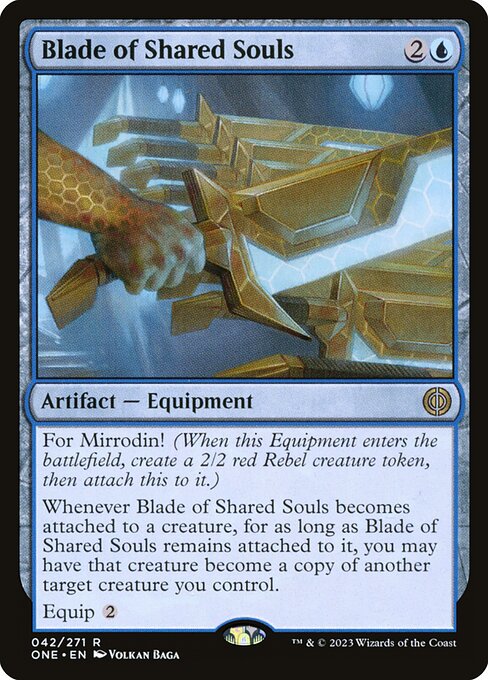 Blade of Shared Souls 2
Artifact — Equipment
For Mirrodin! (When this Equipment enters the
battlefield, create a 2/2 red Rebel creature token,
then attach this to it.)
Whenever Blade of Shared Souls becomes
attached to a creature, for as long as Blade of
Shared Souls remains attached to it, you may
have that creature become a copy of another
target creature you control.
Equip 2
042/271 R
ONE • EN Volkan Baga
™ & © 2023 Wizards of the Coast